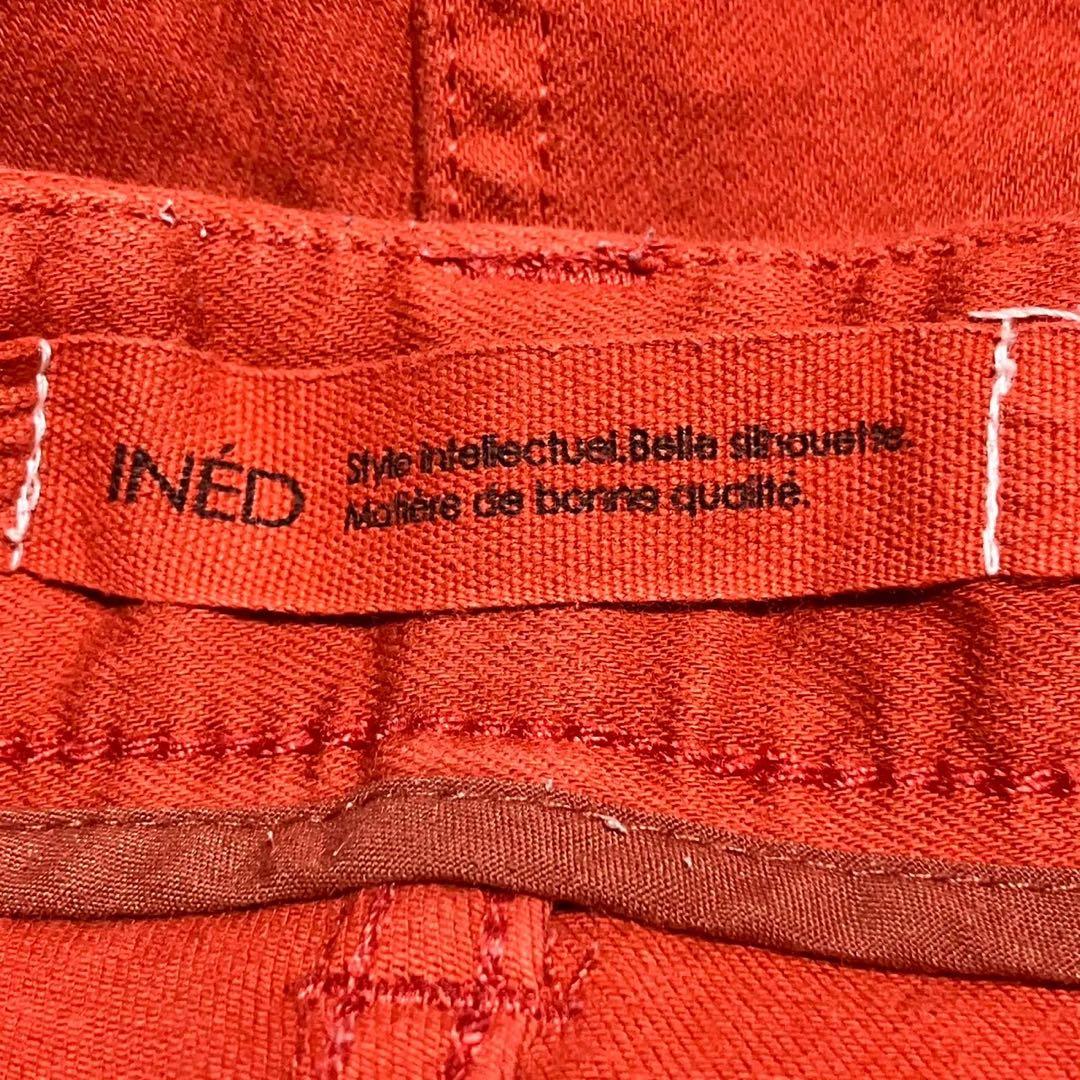 INÉD
Style intellectuel.Belle silhouette.
Matière de bonne qualité.